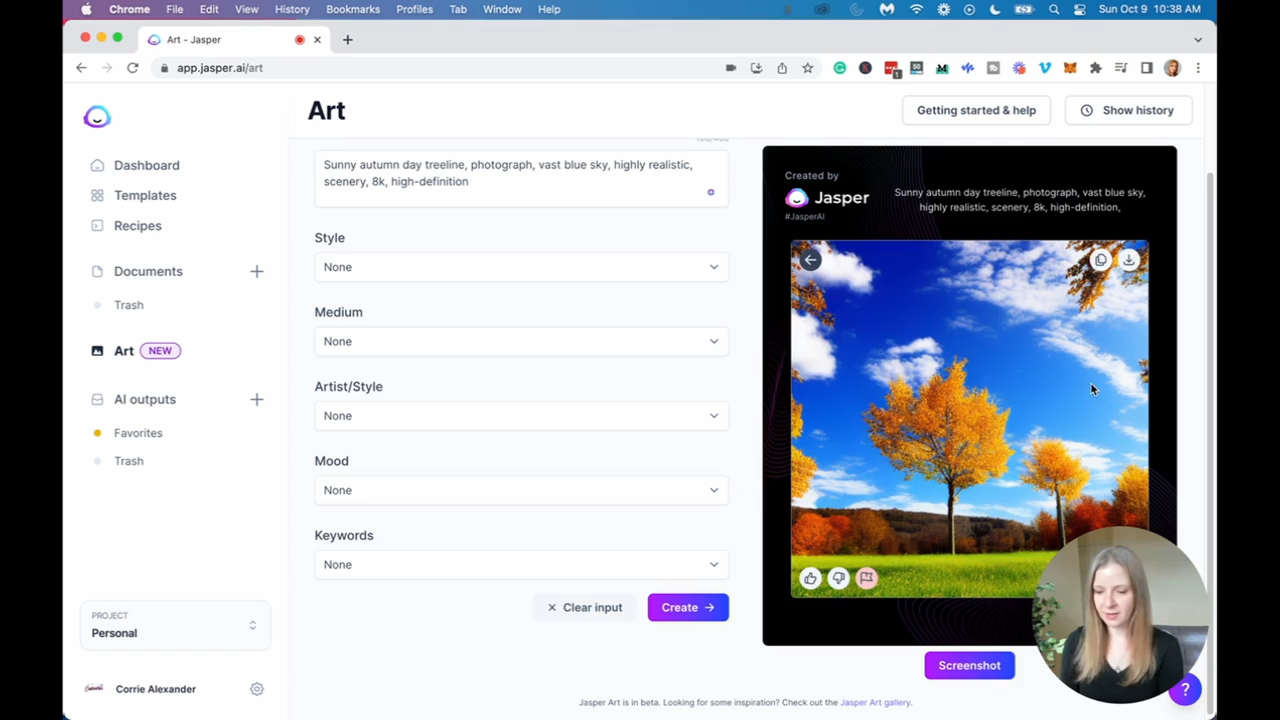 Chrome File Edit View History Bookmarks Profiles Tab Window Help Sun Oct 9 10:38 AM
Art - Jasper
app.jasper.ai/art
Art
Getting started & help
Show history
Dashboard
Templates
Recipes
Documents
Trash
Art NEW
AI outputs
Favorites
Trash
PROJECT
Personal
Corrie Alexander
Sunny autumn day treeline, photograph, vast blue sky, highly realistic,
scenery, 8k, high-definition
Style
None
Medium
None
Artist/Style
None
Mood
None
Keywords
None
Clear input
Create
Created by
Jasper
#JasperAI
Sunny autumn day treeline, photograph, vast blue sky,
highly realistic, scenery, 8k, high-definition,
Screenshot
?
Jasper Art is in beta. Looking for some inspiration? Check out the Jasper Art gallery.